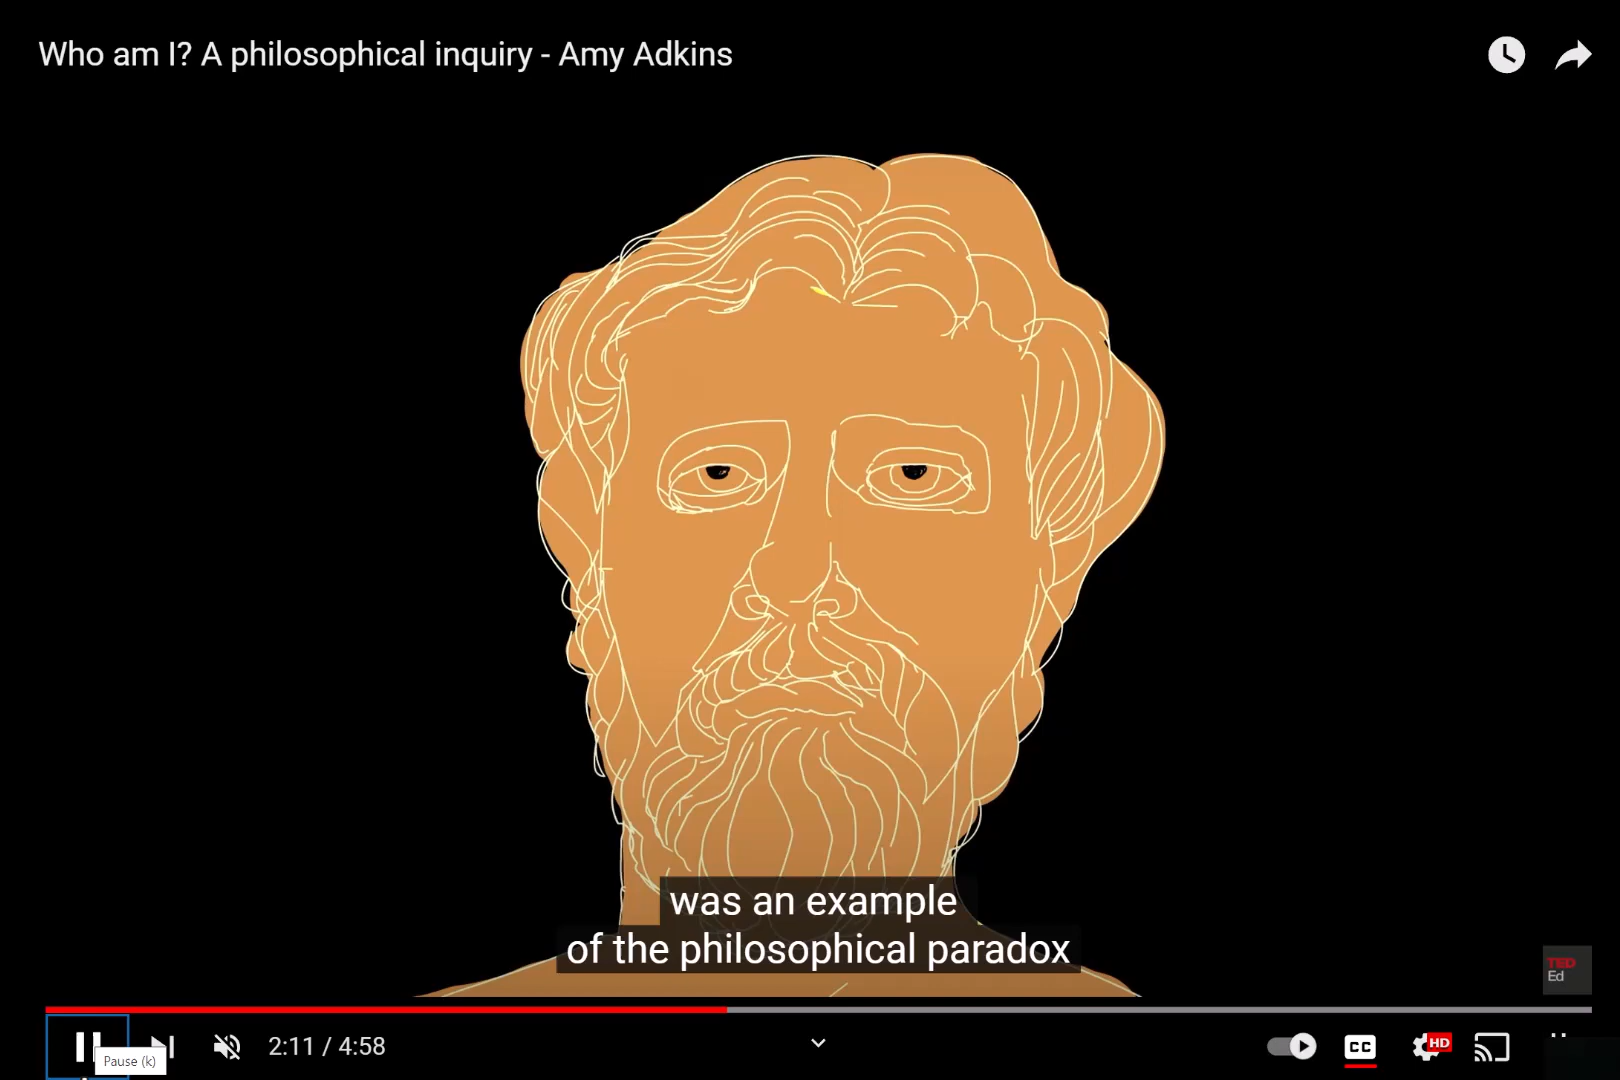 Who am I? A philosophical inquiry - Amy Adkins
was an example
of the philosophical paradox
TED
Ed
2:11 / 4:58
CC
HD
Pause (k)